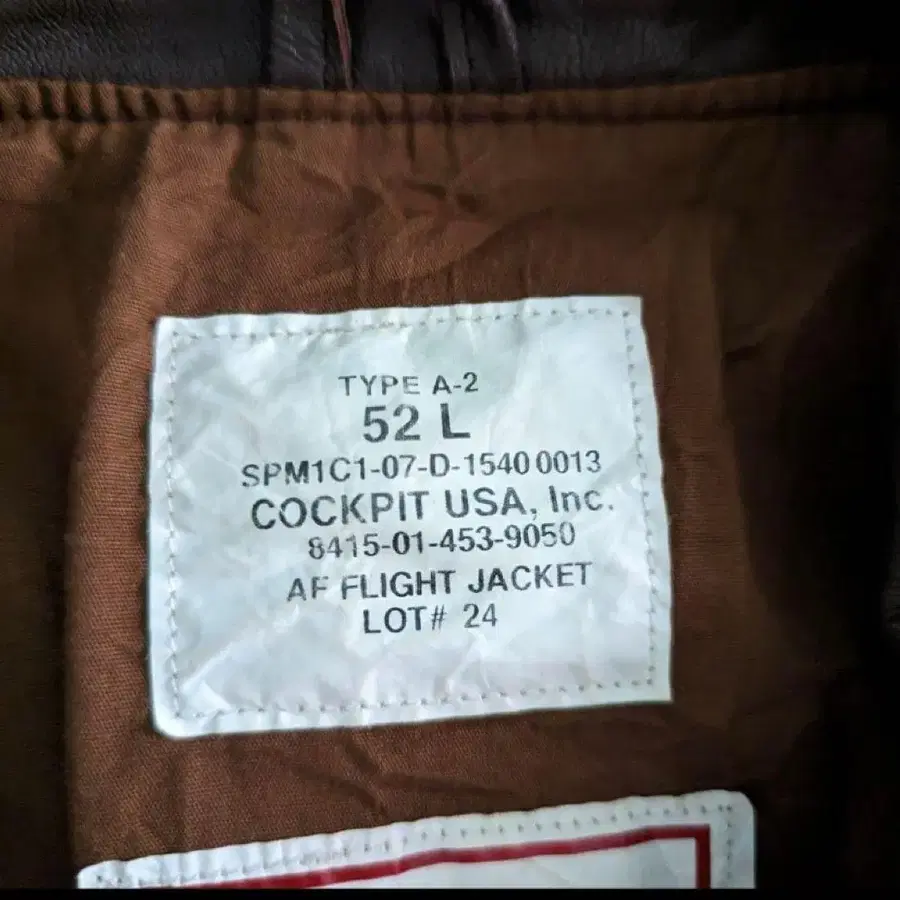 TYPE A-2
52 L
SPM1C1-07-D-1540 0013
COCKPIT USA, Inc.
8415-01-453-9050
AF FLIGHT JACKET
LOT# 24